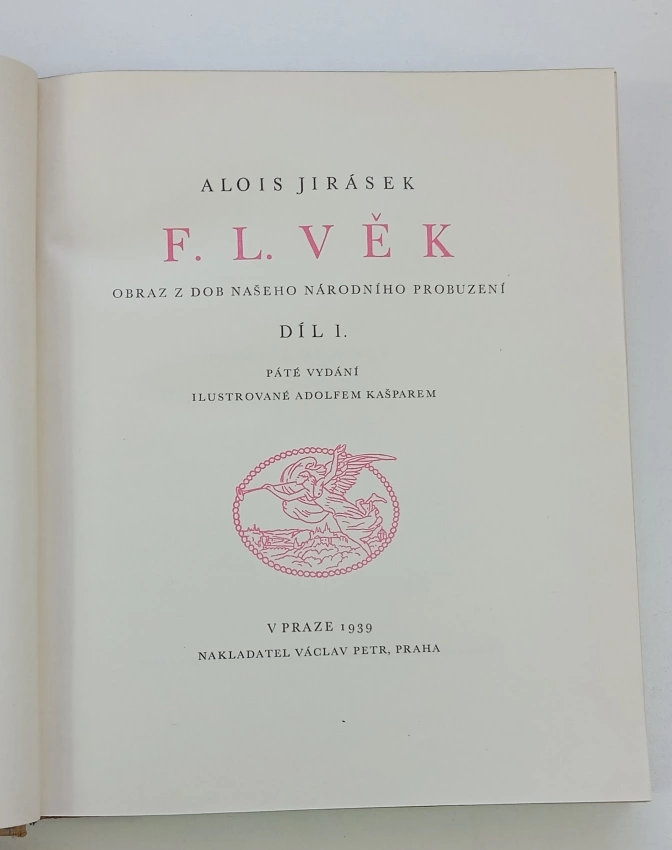 ALOIS JIRÁSEK
F. L. VĚK
OBRAZ Z DOB NAŠEHO NÁRODNÍHO PROBUZENÍ
DÍL I.
PÁTÉ VYDÁNÍ
ILUSTROVANÉ ADOLFEM KAŠPAREM
V PRAZE 1939
NAKLADATEL VÁCLAV PETR, PRAHA